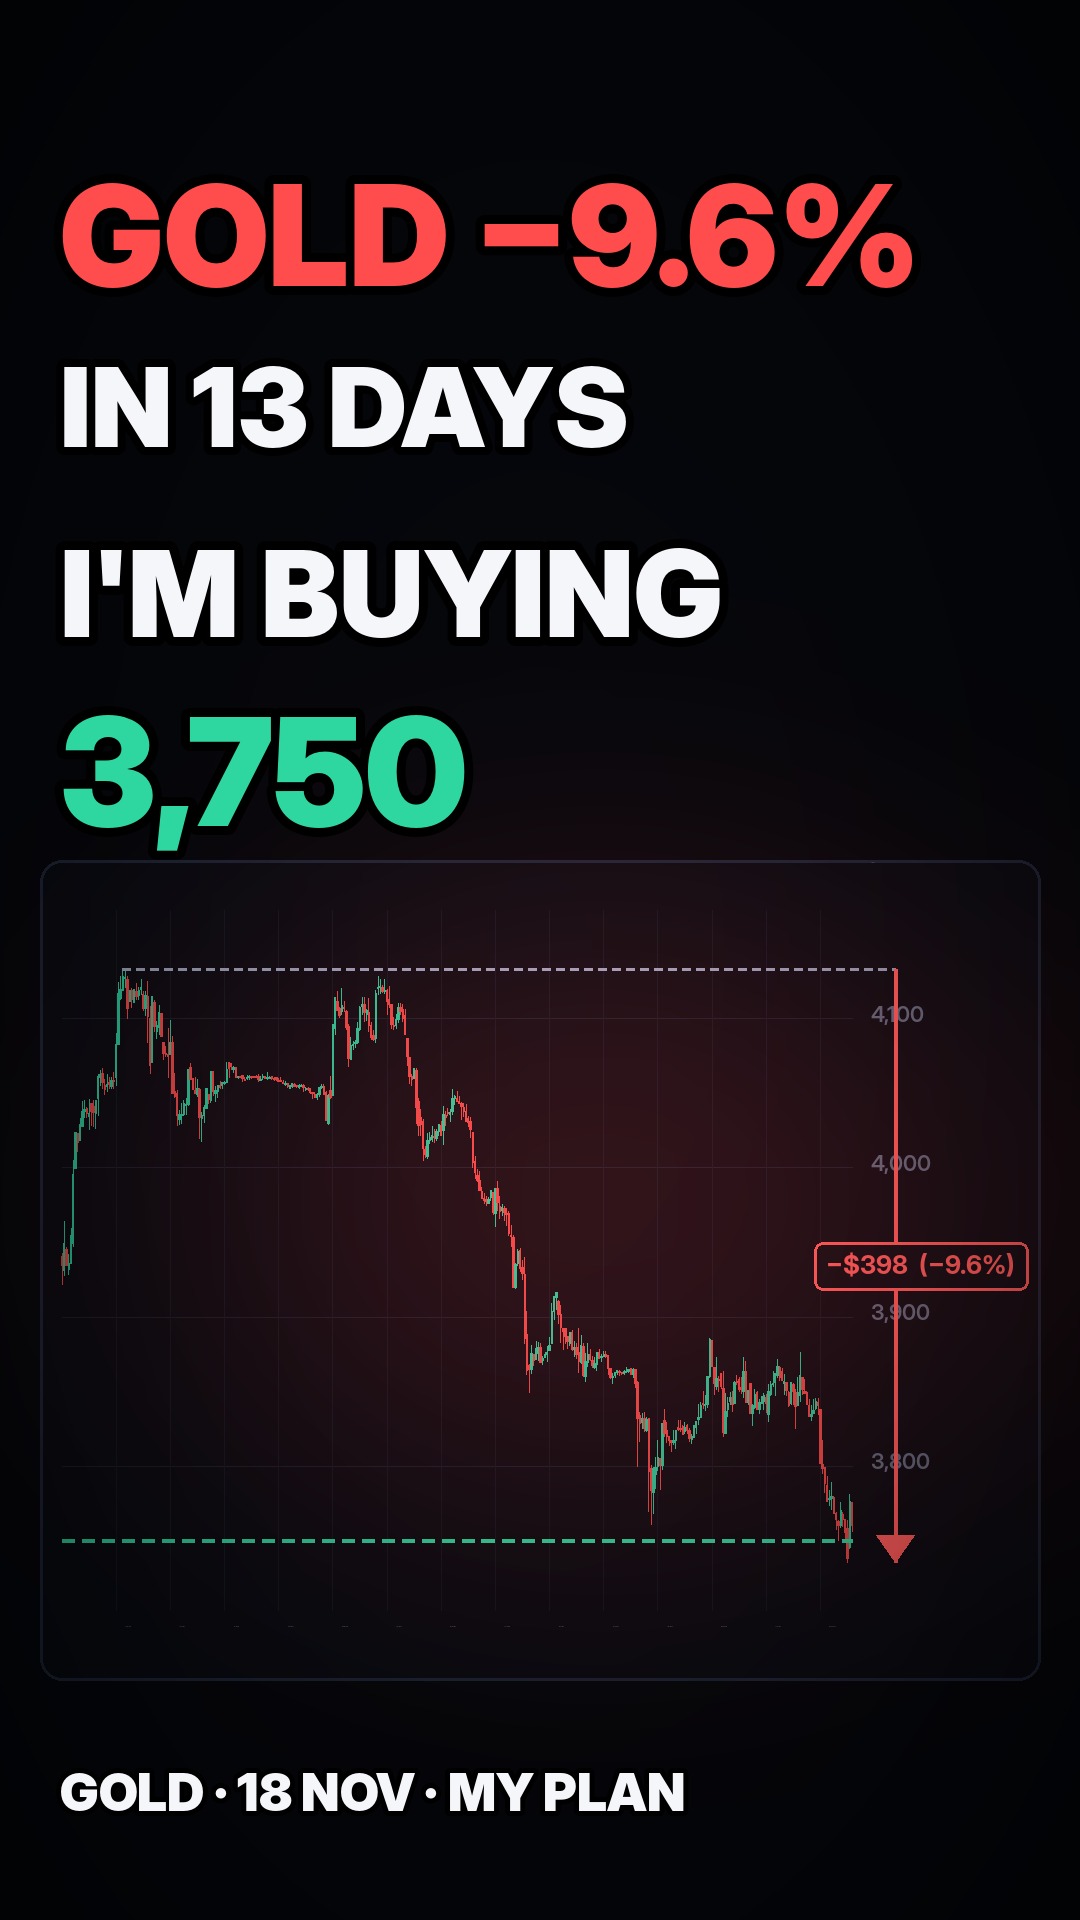 GOLD −9.6%
IN 13 DAYS
I'M BUYING
3,750
4,100
4,000
−$398 (−9.6%)
3,900
3,800
GOLD · 18 NOV · MY PLAN